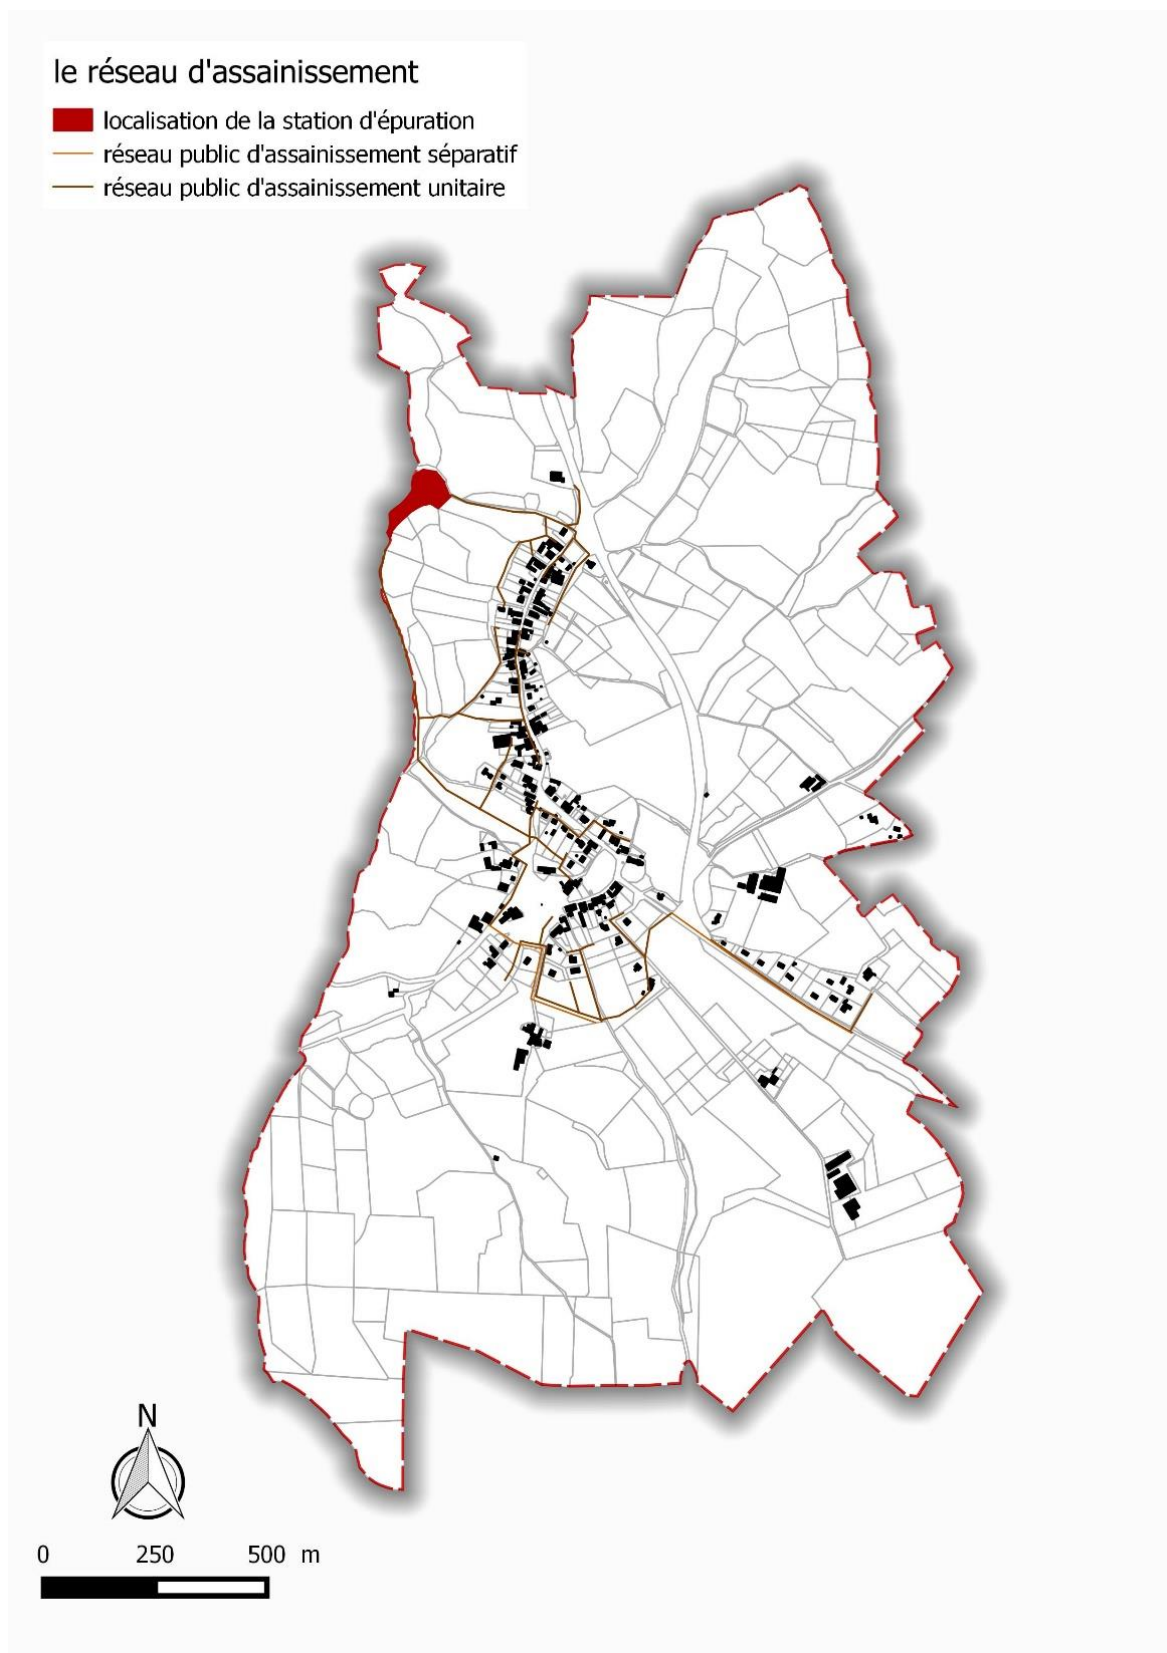 le réseau d'assainissement
localisation de la station d'épuration
réseau public d'assainissement séparatif
réseau public d'assainissement unitaire
N
0 250 500 m